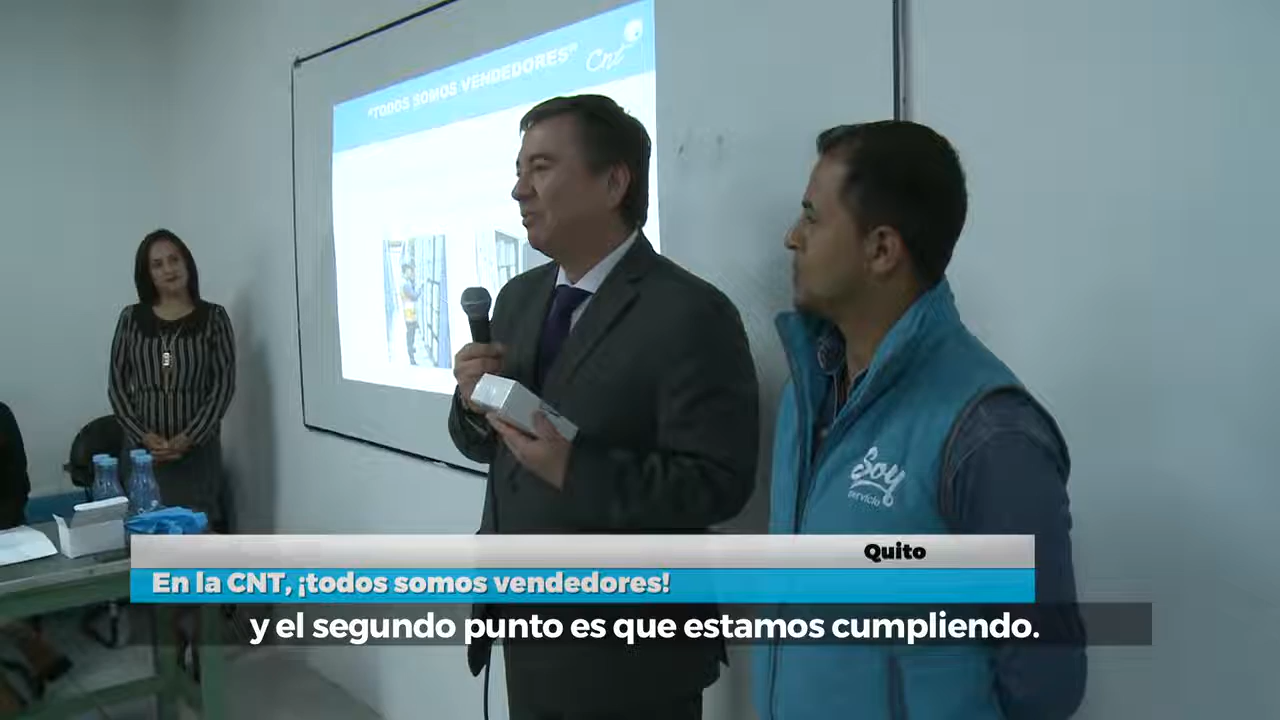 "TODOS SOMOS VENDEDORES"
Cnt
Soy
servicio
Quito
En la CNT, ¡todos somos vendedores!
y el segundo punto es que estamos cumpliendo.